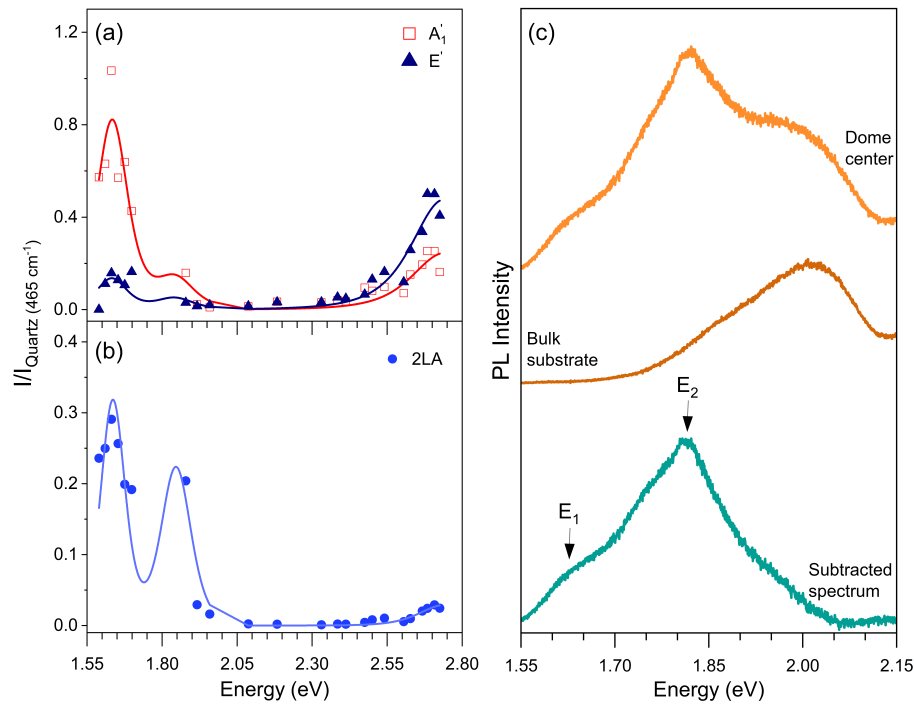 (a)
A'₁
E'
1.2
0.8
0.4
0.0
I/I_Quartz (465 cm⁻¹)
(b)
2LA
0.4
0.3
0.2
0.1
0.0
1.55 1.80 2.05 2.30 2.55 2.80
Energy (eV)
(c)
Dome
center
Bulk
substrate
E₂
E₁
Subtracted
spectrum
PL Intensity
1.55 1.70 1.85 2.00 2.15
Energy (eV)